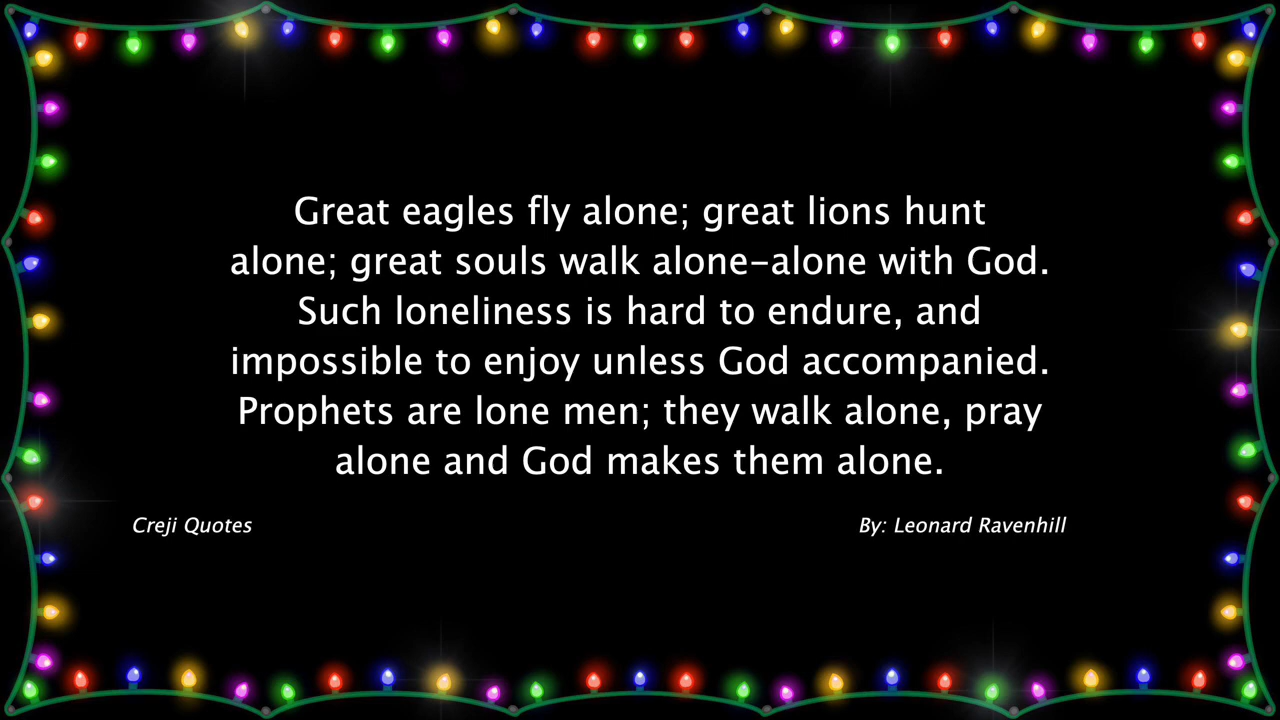 Great eagles fly alone; great lions hunt
alone; great souls walk alone-alone with God.
Such loneliness is hard to endure, and
impossible to enjoy unless God accompanied.
Prophets are lone men; they walk alone, pray
alone and God makes them alone.
Creji Quotes
By: Leonard Ravenhill